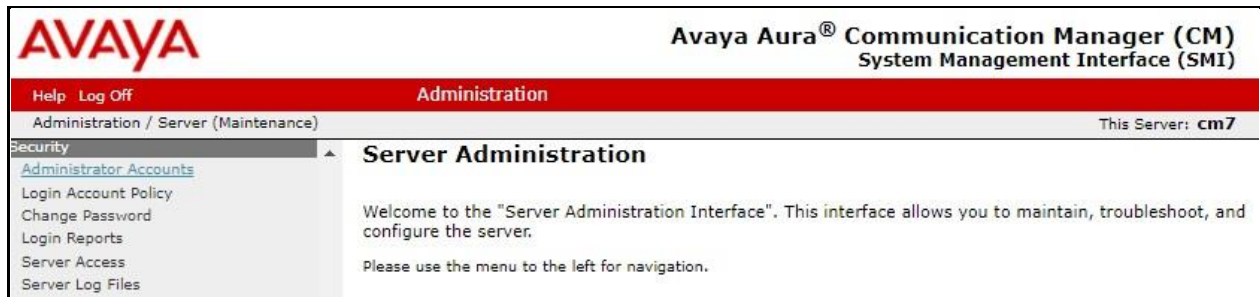 AVAYA
Avaya Aura® Communication Manager (CM)
System Management Interface (SMI)
Help Log Off
Administration
Administration / Server (Maintenance)
This Server: cm7
Security
Administrator Accounts
Login Account Policy
Change Password
Login Reports
Server Access
Server Log Files
Server Administration
Welcome to the "Server Administration Interface". This interface allows you to maintain, troubleshoot, and
configure the server.
Please use the menu to the left for navigation.